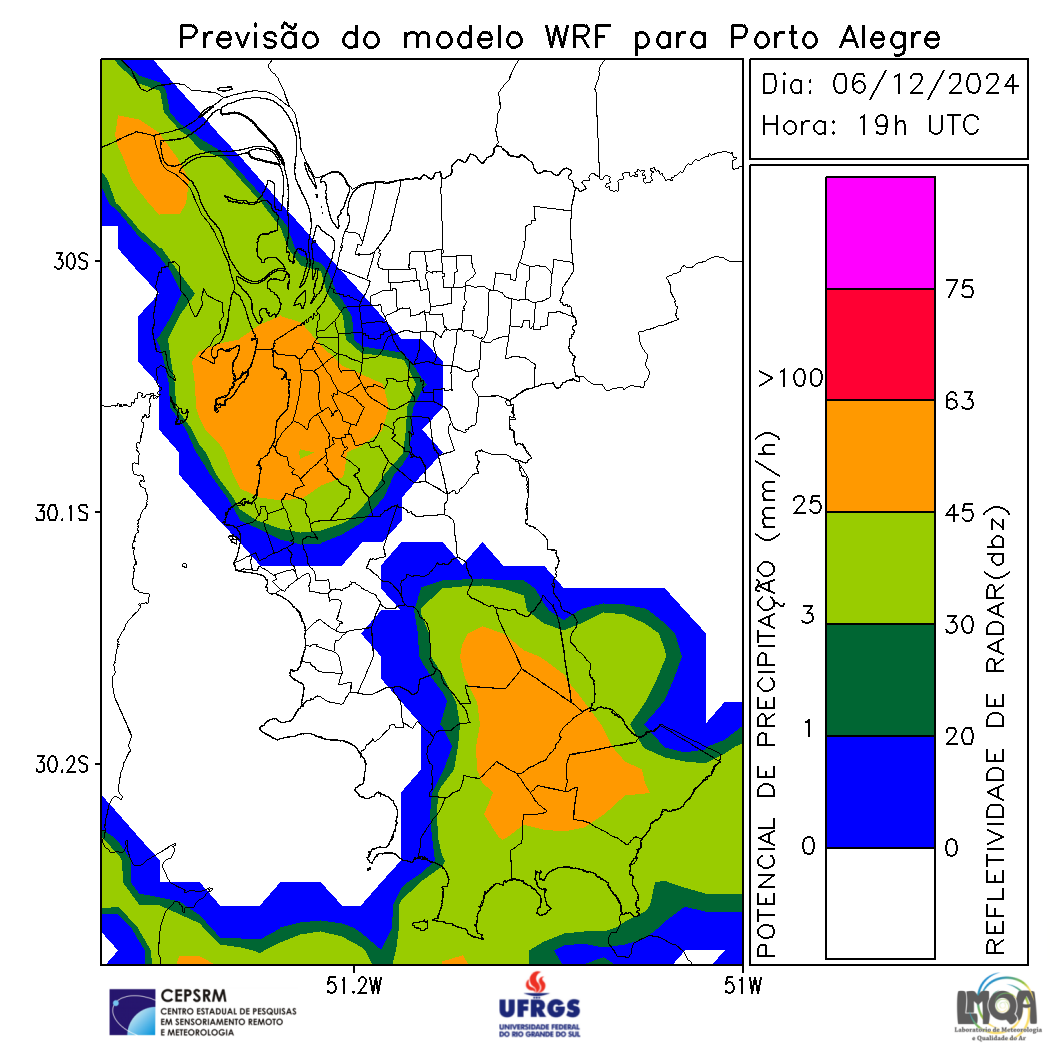 Previsão do modelo WRF para Porto Alegre
Dia: 06/12/2024
Hora: 19h UTC
30S
30.1S
30.2S
51.2W
51W
POTENCIAL DE PRECIPITAÇÃO (mm/h)
>100
25
3
1
0
75
63
45
30
20
0
REFLETIVIDADE DE RADAR(dbz)
CEPSRM
CENTRO ESTADUAL DE PESQUISAS
EM SENSORIAMENTO REMOTO
E METEOROLOGIA
UFRGS
UNIVERSIDADE FEDERAL
DO RIO GRANDE DO SUL
LMQA
Laboratório de Meteorologia
e Qualidade do Ar